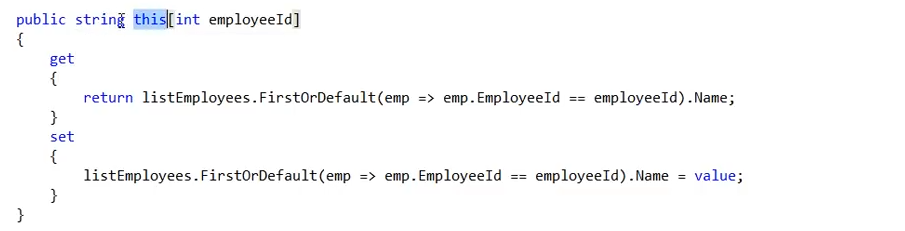 public string this[int employeeId]
{
get
{
return listEmployees.FirstOrDefault(emp => emp.EmployeeId == employeeId).Name;
}
set
{
listEmployees.FirstOrDefault(emp => emp.EmployeeId == employeeId).Name = value;
}
}